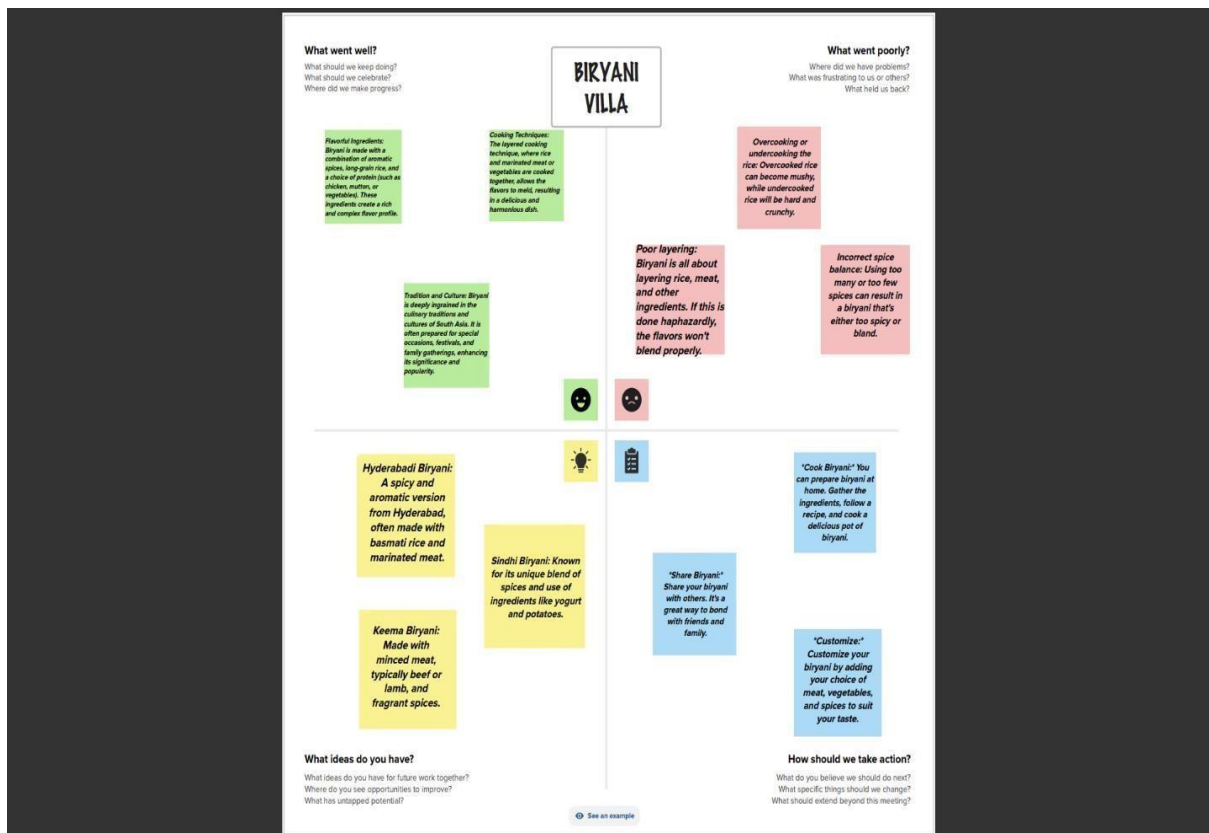 What went well?
What should we keep doing?
What should we celebrate?
Where did we make progress?
BIRYANI
VILLA
What went poorly?
Where did we have problems?
What was frustrating to us or others?
What held us back?
Flavorful Ingredients:
Biryani is made with a
combination of aromatic
spices, long-grain rice, and
a choice of protein (such as
chicken, mutton, or
vegetables). These
ingredients create a rich
and complex flavor profile.
Cooking Techniques:
The layered cooking
technique, where rice
and marinated meat or
vegetables are cooked
together, allows the
flavors to meld, resulting
in a delicious and
harmonious dish.
Tradition and Culture: Biryani
is deeply ingrained in the
culinary traditions and
cultures of South Asia. It is
often prepared for special
occasions, festivals, and
family gatherings, enhancing
its significance and
popularity.
Overcooking or
undercooking the
rice: Overcooked rice
can become mushy,
while undercooked
rice will be hard and
crunchy.
Poor layering:
Biryani is all about
layering rice, meat,
and other
ingredients. If this is
done haphazardly,
the flavors won't
blend properly.
Incorrect spice
balance: Using too
many or too few
spices can result in
a biryani that's
either too spicy or
bland.
Hyderabadi Biryani:
A spicy and
aromatic version
from Hyderabad,
often made with
basmati rice and
marinated meat.
Sindhi Biryani: Known
for its unique blend of
spices and use of
ingredients like yogurt
and potatoes.
Keema Biryani:
Made with
minced meat,
typically beef or
lamb, and
fragrant spices.
"Cook Biryani:" You
can prepare biryani at
home. Gather the
ingredients, follow a
recipe, and cook a
delicious pot of
biryani.
"Share Biryani:"
Share your biryani
with others. It's a
great way to bond
with friends and
family.
"Customize:"
Customize your
biryani by adding
your choice of
meat, vegetables,
and spices to suit
your taste.
What ideas do you have?
What ideas do you have for future work together?
Where do you see opportunities to improve?
What has untapped potential?
How should we take action?
What do you believe we should do next?
What specific things should we change?
What should extend beyond this meeting?
See an example